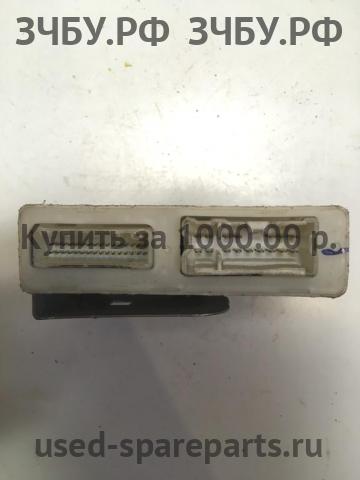 ЗЧБУ.РФ ЗЧБУ.РФ
Купить за 1000.00 р.
used-spareparts.ru